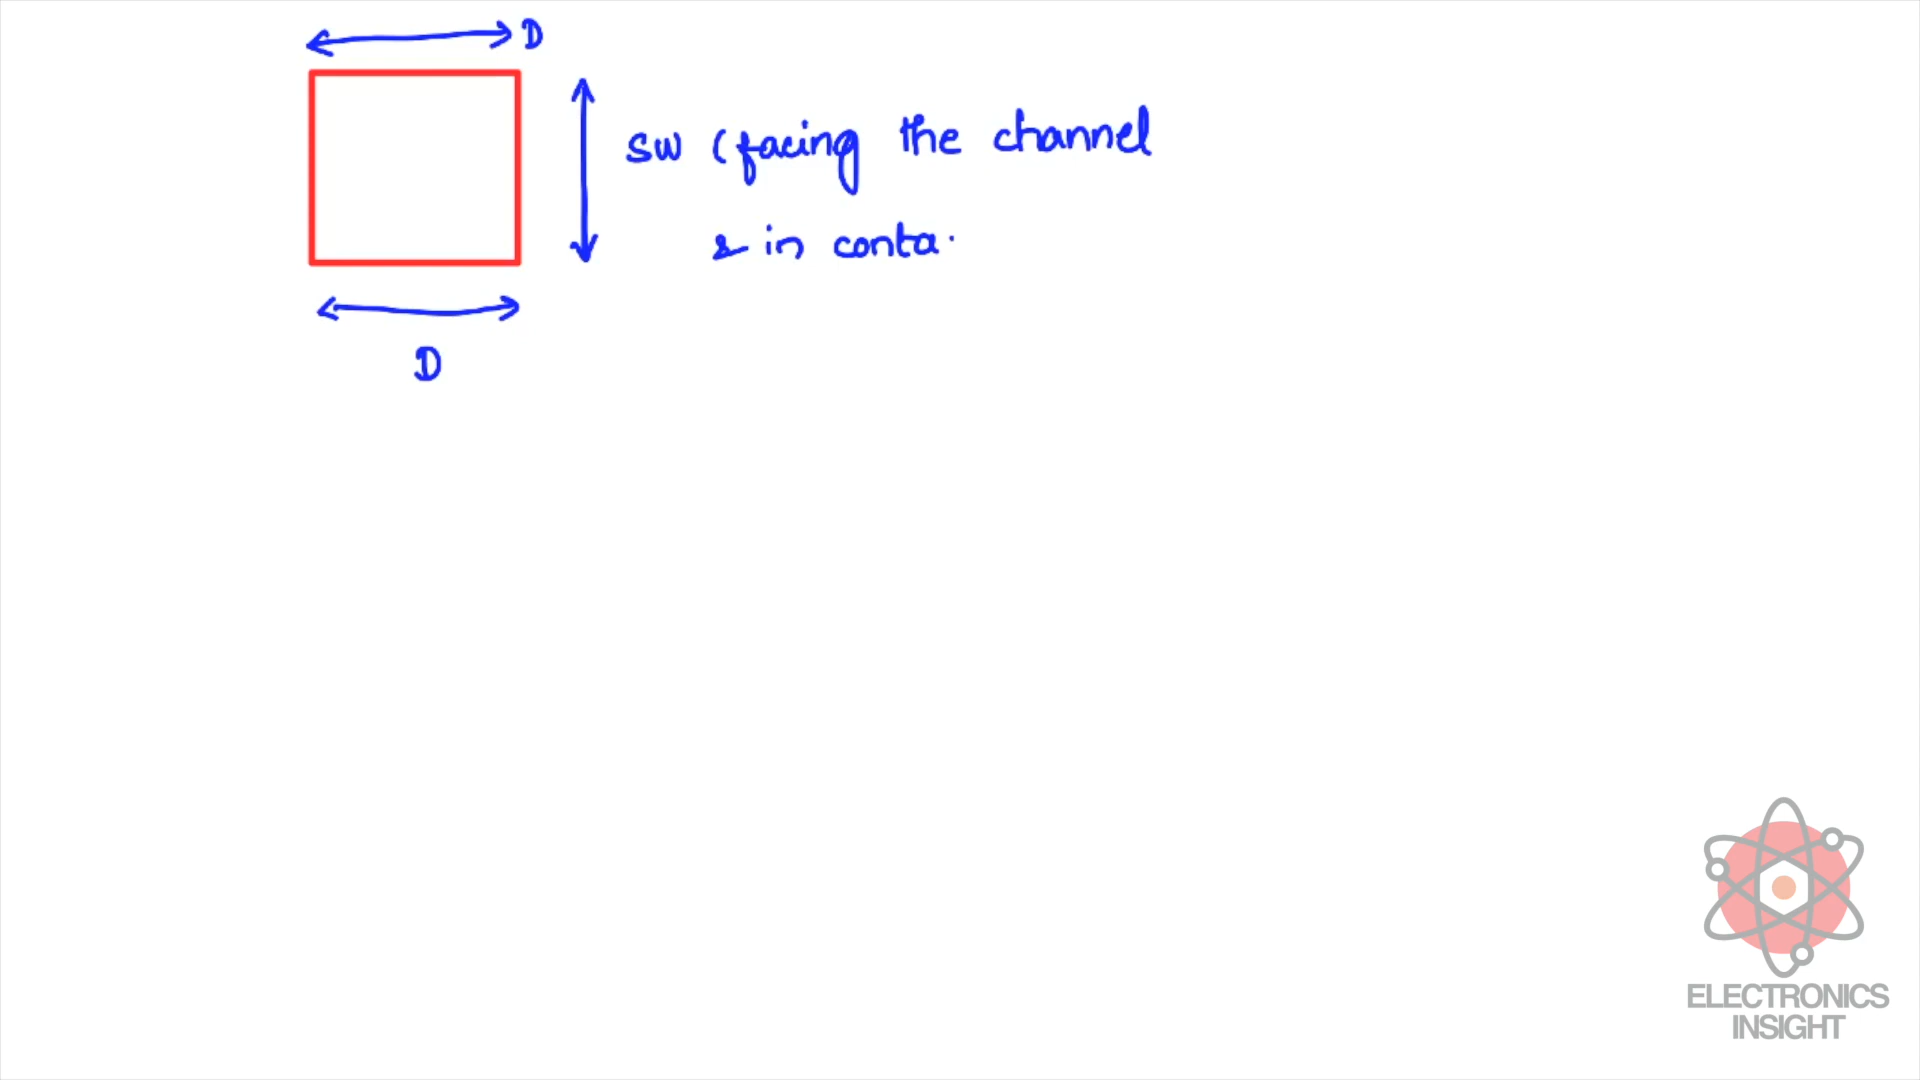 D
sw (facing the channel
& in conta
D
ELECTRONICS
INSIGHT